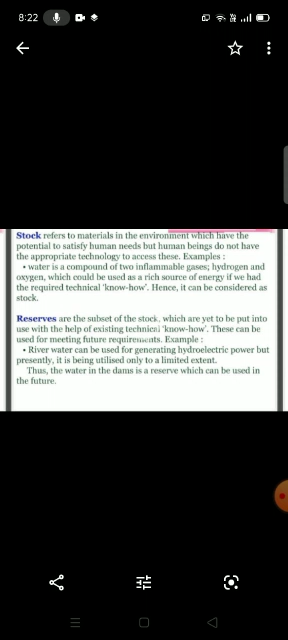 8:22
Stock refers to materials in the environment which have the
potential to satisfy human needs but human beings do not have
the appropriate technology to access these. Examples :
• water is a compound of two inflammable gases; hydrogen and
oxygen, which could be used as a rich source of energy if we had
the required technical 'know-how'. Hence, it can be considered as
stock.
Reserves are the subset of the stock, which are yet to be put into
use with the help of existing technical 'know-how'. These can be
used for meeting future requirements. Example :
• River water can be used for generating hydroelectric power but
presently, it is being utilised only to a limited extent.
Thus, the water in the dams is a reserve which can be used in
the future.